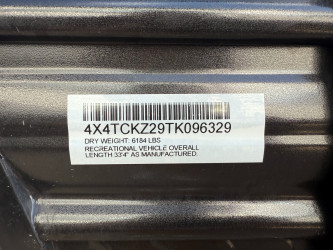 4X4TCKZ29TK096329
DRY WEIGHT: 6184 LBS
RECREATIONAL VEHICLE OVERALL
LENGTH 33'4" AS MANUFACTURED.